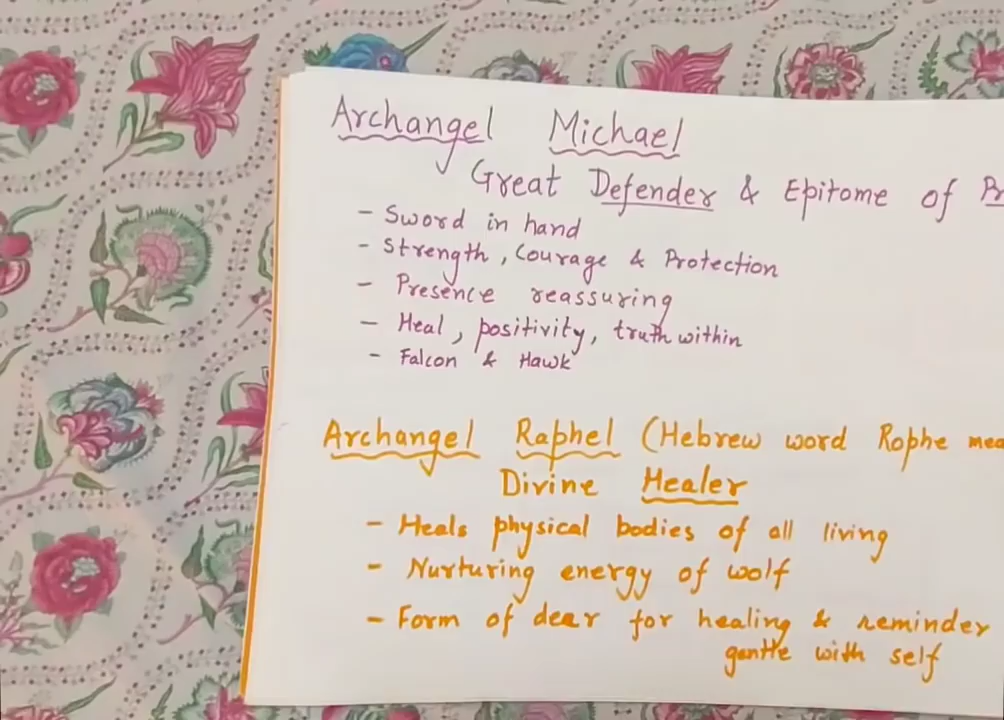 Archangel Michael
Great Defender & Epitome of
- Sword in hand
- Strength, Courage & Protection
- Presence reassuring
- Heal, positivity, truth within
- Falcon & Hawk
Archangel Raphel (Hebrew word Rophe
Divine Healer
- Heals physical bodies of all living
- Nurturing energy of wolf
- Form of dear for healing & reminder
gentle with self